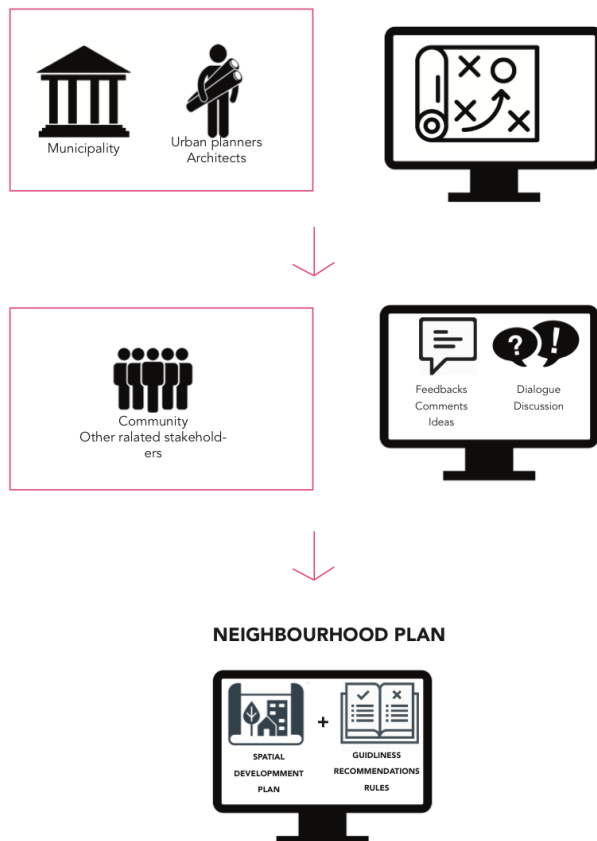 Municipality
Urban planners
Architects
Community
Other ralated stakehold-
ers
Feedbacks
Comments
Ideas
Dialogue
Discussion
NEIGHBOURHOOD PLAN
SPATIAL
DEVELOPMMENT
PLAN
+
GUIDLINESS
RECOMMENDATIONS
RULES